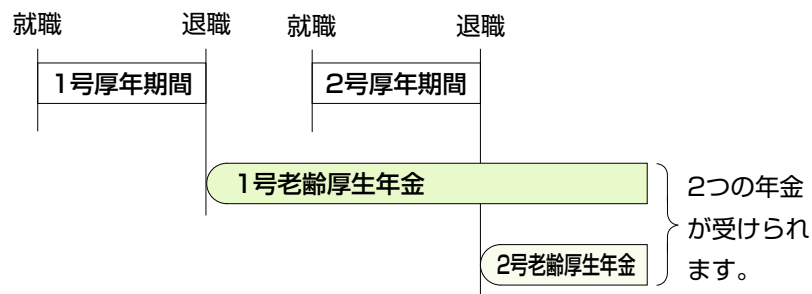 就職
退職
就職
退職
1号厚年期間
2号厚年期間
1号老齢厚生年金
2号老齢厚生年金
2つの年金
が受けられ
ます。